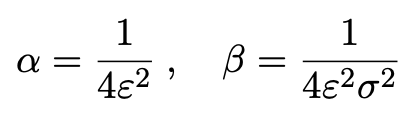 α = 1/(4ε²) ,   β = 1/(4ε²σ²)